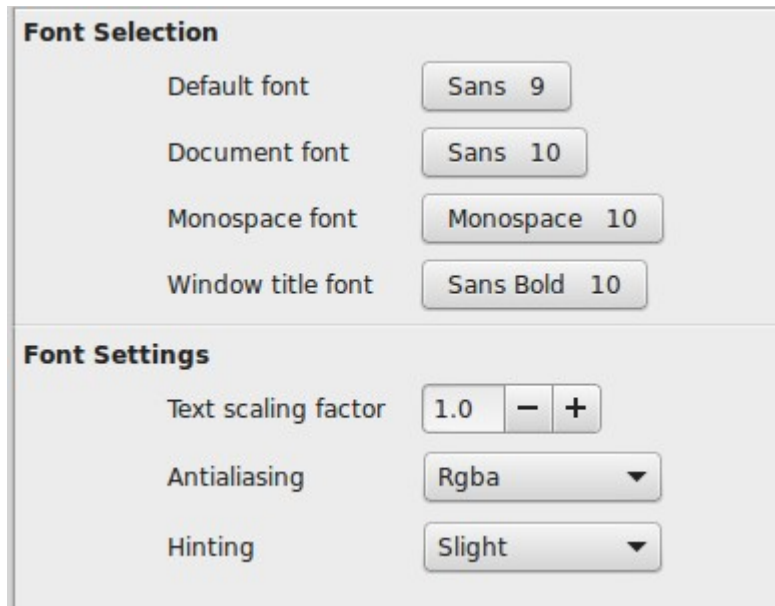 Font Selection
Default font Sans 9
Document font Sans 10
Monospace font Monospace 10
Window title font Sans Bold 10
Font Settings
Text scaling factor 1.0 − +
Antialiasing Rgba
Hinting Slight